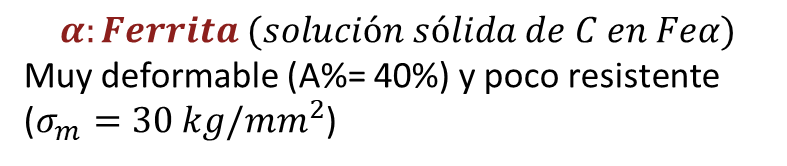 α: Ferrita (solución sólida de C en Feα)
Muy deformable (A%= 40%) y poco resistente
(σₘ = 30 kg/mm²)